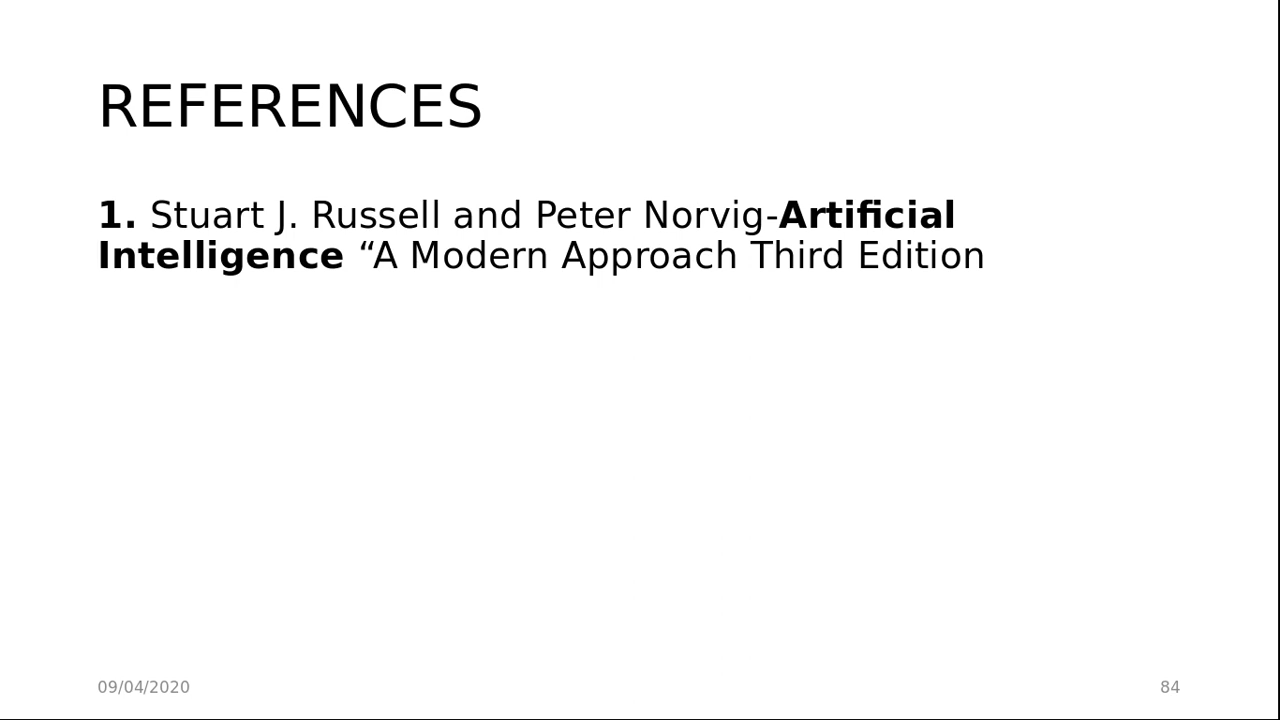 REFERENCES
1. Stuart J. Russell and Peter Norvig-Artificial
Intelligence “A Modern Approach Third Edition
09/04/2020
84